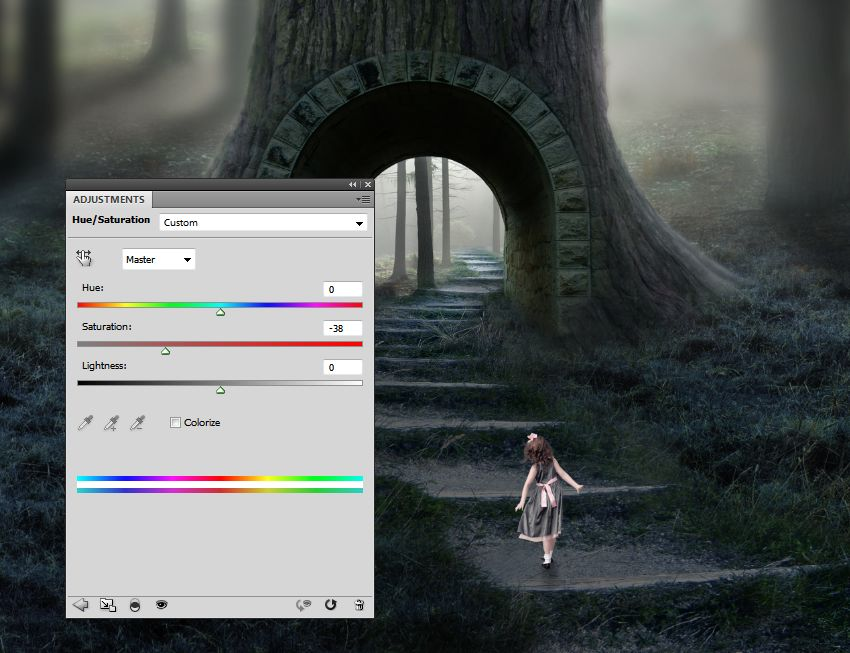 ADJUSTMENTS
Hue/Saturation Custom
Master
Hue: 0
Saturation: -38
Lightness: 0
Colorize